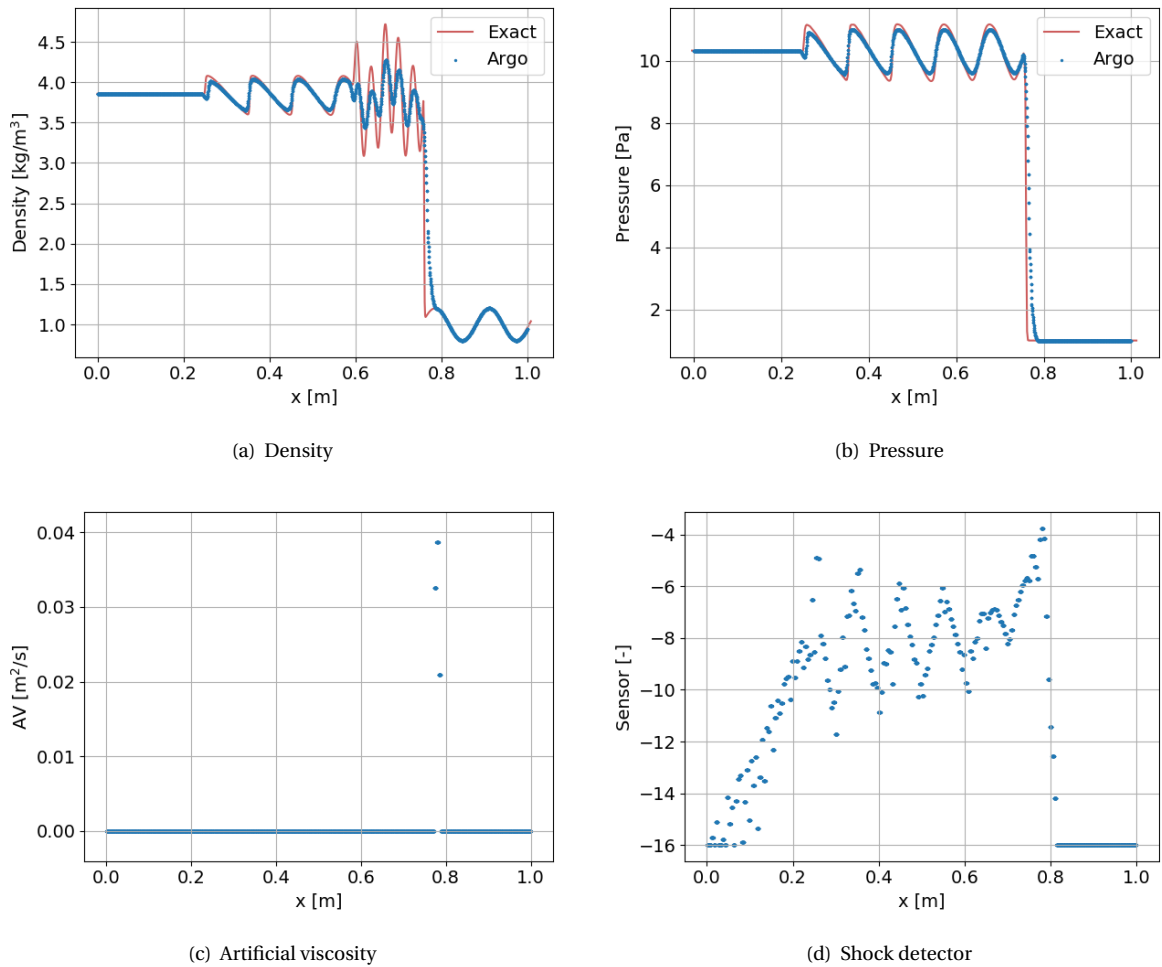 Density [kg/m³]
4.5
4.0
3.5
3.0
2.5
2.0
1.5
1.0
Exact
Argo
0.0 0.2 0.4 0.6 0.8 1.0
x [m]
(a) Density
Pressure [Pa]
10
8
6
4
2
Exact
Argo
0.0 0.2 0.4 0.6 0.8 1.0
x [m]
(b) Pressure
AV [m²/s]
0.04
0.03
0.02
0.01
0.00
0.0 0.2 0.4 0.6 0.8 1.0
x [m]
(c) Artificial viscosity
Sensor [-]
−4
−6
−8
−10
−12
−14
−16
0.0 0.2 0.4 0.6 0.8 1.0
x [m]
(d) Shock detector